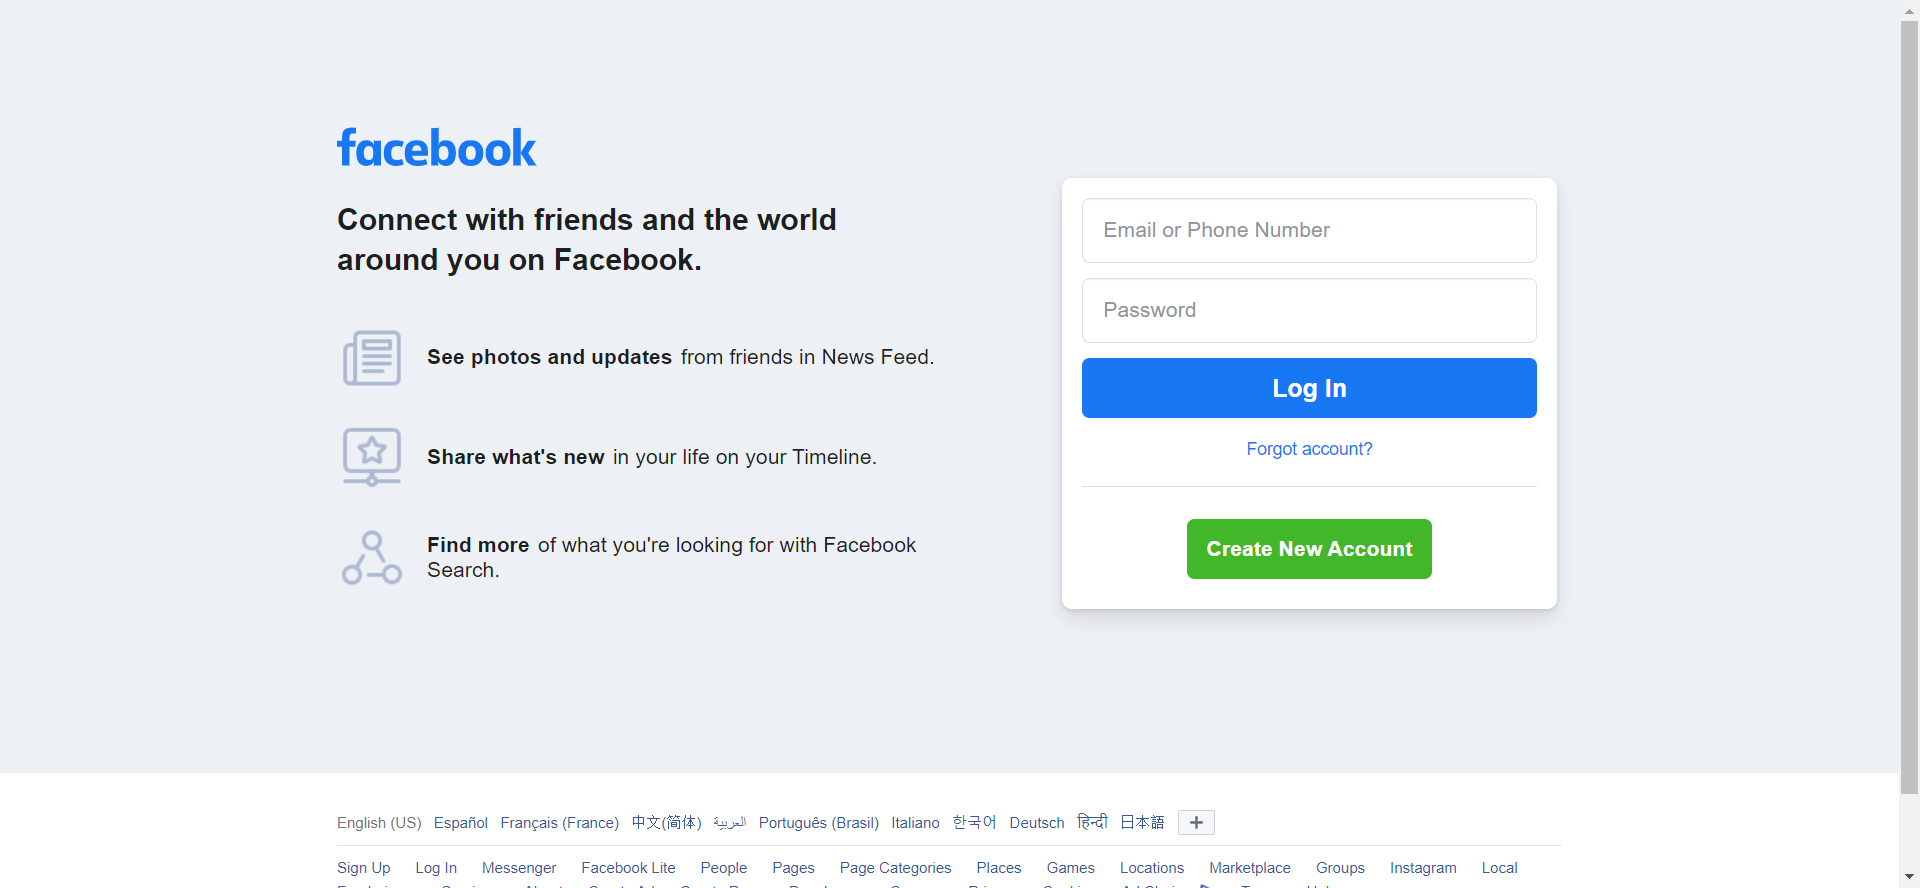 facebook
Connect with friends and the world
around you on Facebook.
See photos and updates from friends in News Feed.
Share what's new in your life on your Timeline.
Find more of what you're looking for with Facebook
Search.
Email or Phone Number
Password
Log In
Forgot account?
Create New Account
English (US) Español Français (France) 中文(简体) العربية Português (Brasil) Italiano 한국어 Deutsch हिन्दी 日本語 +
Sign Up Log In Messenger Facebook Lite People Pages Page Categories Places Games Locations Marketplace Groups Instagram Local